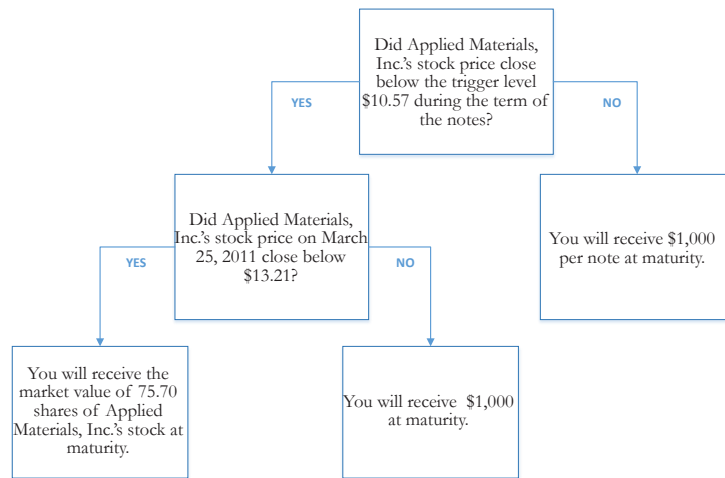 Did Applied Materials,
Inc.'s stock price close
below the trigger level
$10.57 during the term of
the notes?
YES
NO
Did Applied Materials,
Inc.'s stock price on March
25, 2011 close below
$13.21?
You will receive $1,000
per note at maturity.
YES
NO
You will receive the
market value of 75.70
shares of Applied
Materials, Inc.'s stock at
maturity.
You will receive $1,000
at maturity.